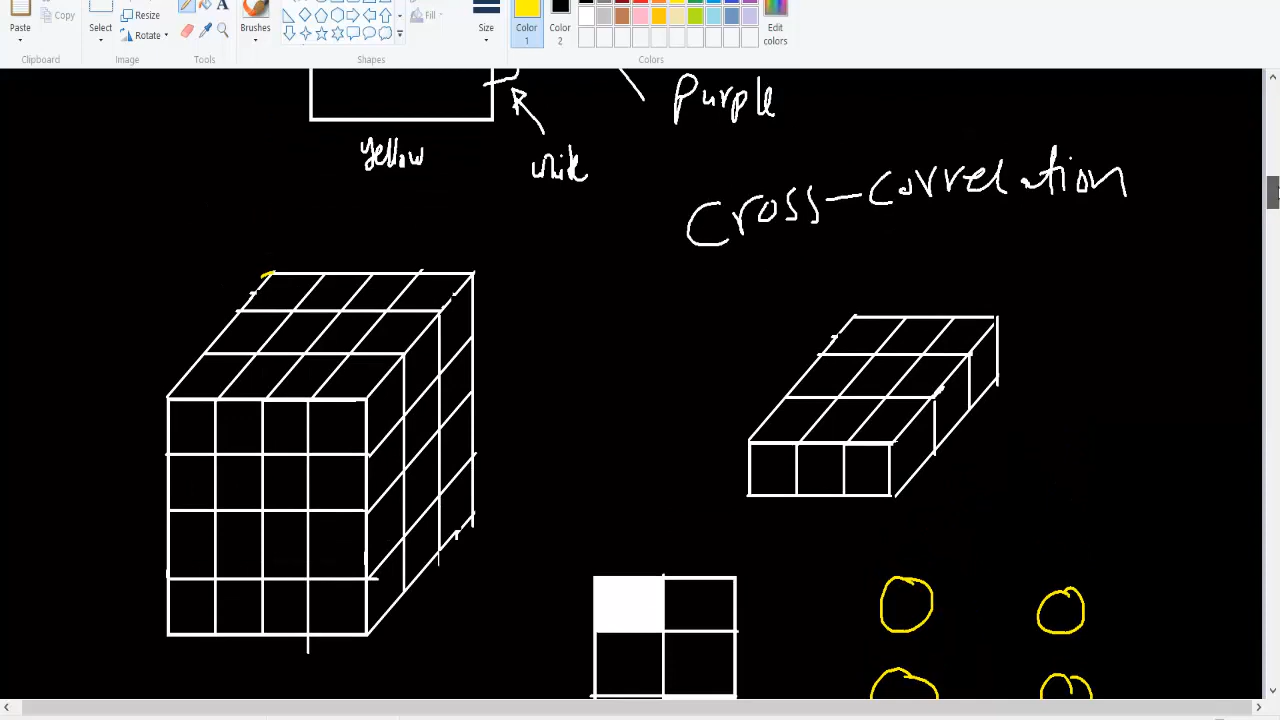 Paste
Copy
Select
Resize
Rotate
Brushes
Fill
Size
Color 1
Color 2
Edit colors
Clipboard
Image
Tools
Shapes
Colors
Purple
yellow
Cross-Correlation